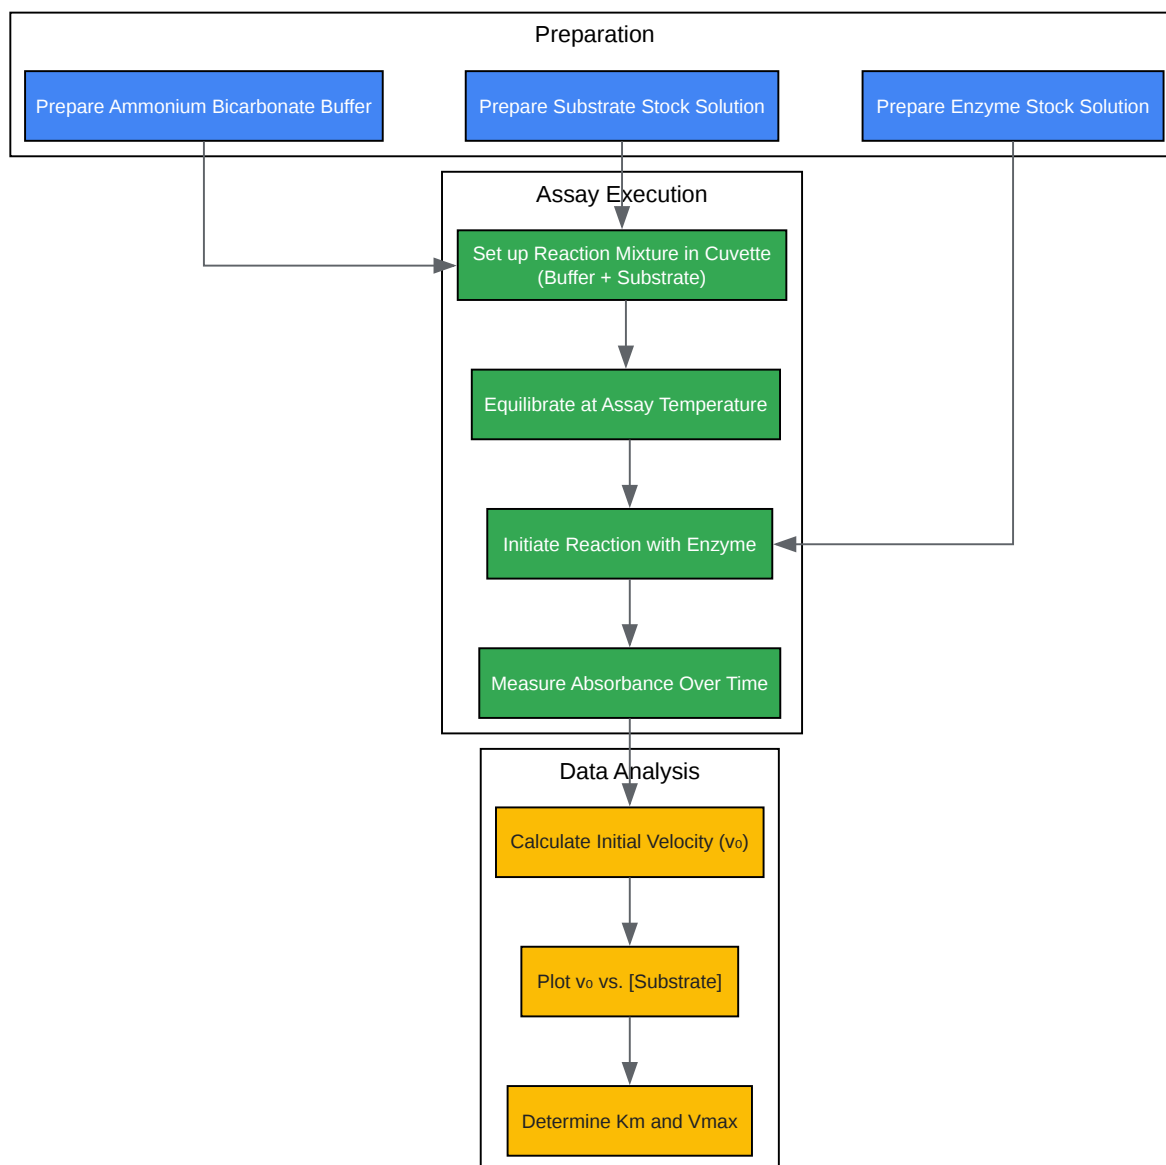 Preparation
Prepare Ammonium Bicarbonate Buffer
Prepare Substrate Stock Solution
Prepare Enzyme Stock Solution
Assay Execution
Set up Reaction Mixture in Cuvette
(Buffer + Substrate)
Equilibrate at Assay Temperature
Initiate Reaction with Enzyme
Measure Absorbance Over Time
Data Analysis
Calculate Initial Velocity (v₀)
Plot v₀ vs. [Substrate]
Determine Km and Vmax